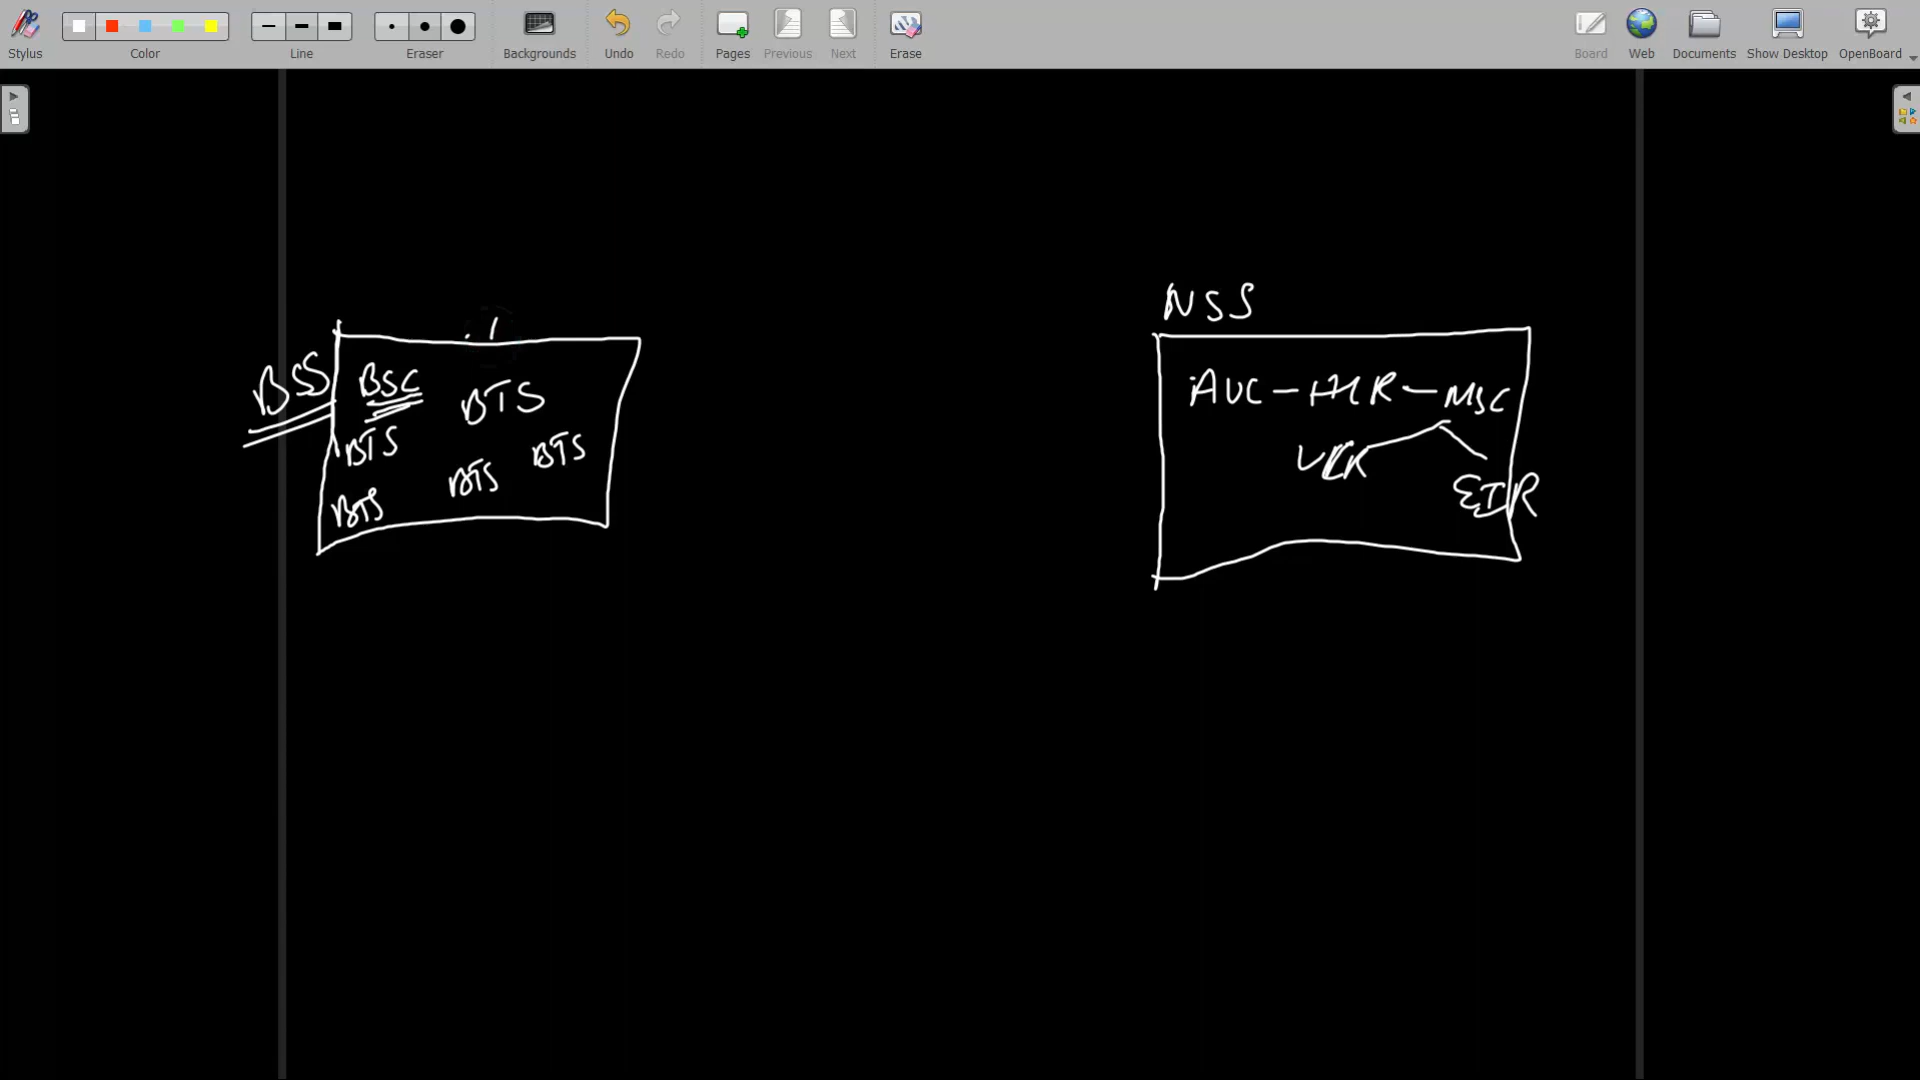 Stylus Color Line Eraser Backgrounds Undo Redo Pages Previous Next Erase Board Web Documents Show Desktop OpenBoard
NSS
BSS BSC BTS
BTS BTS
BTS BTS
AUC - HLR - MSC
VLR
EIR